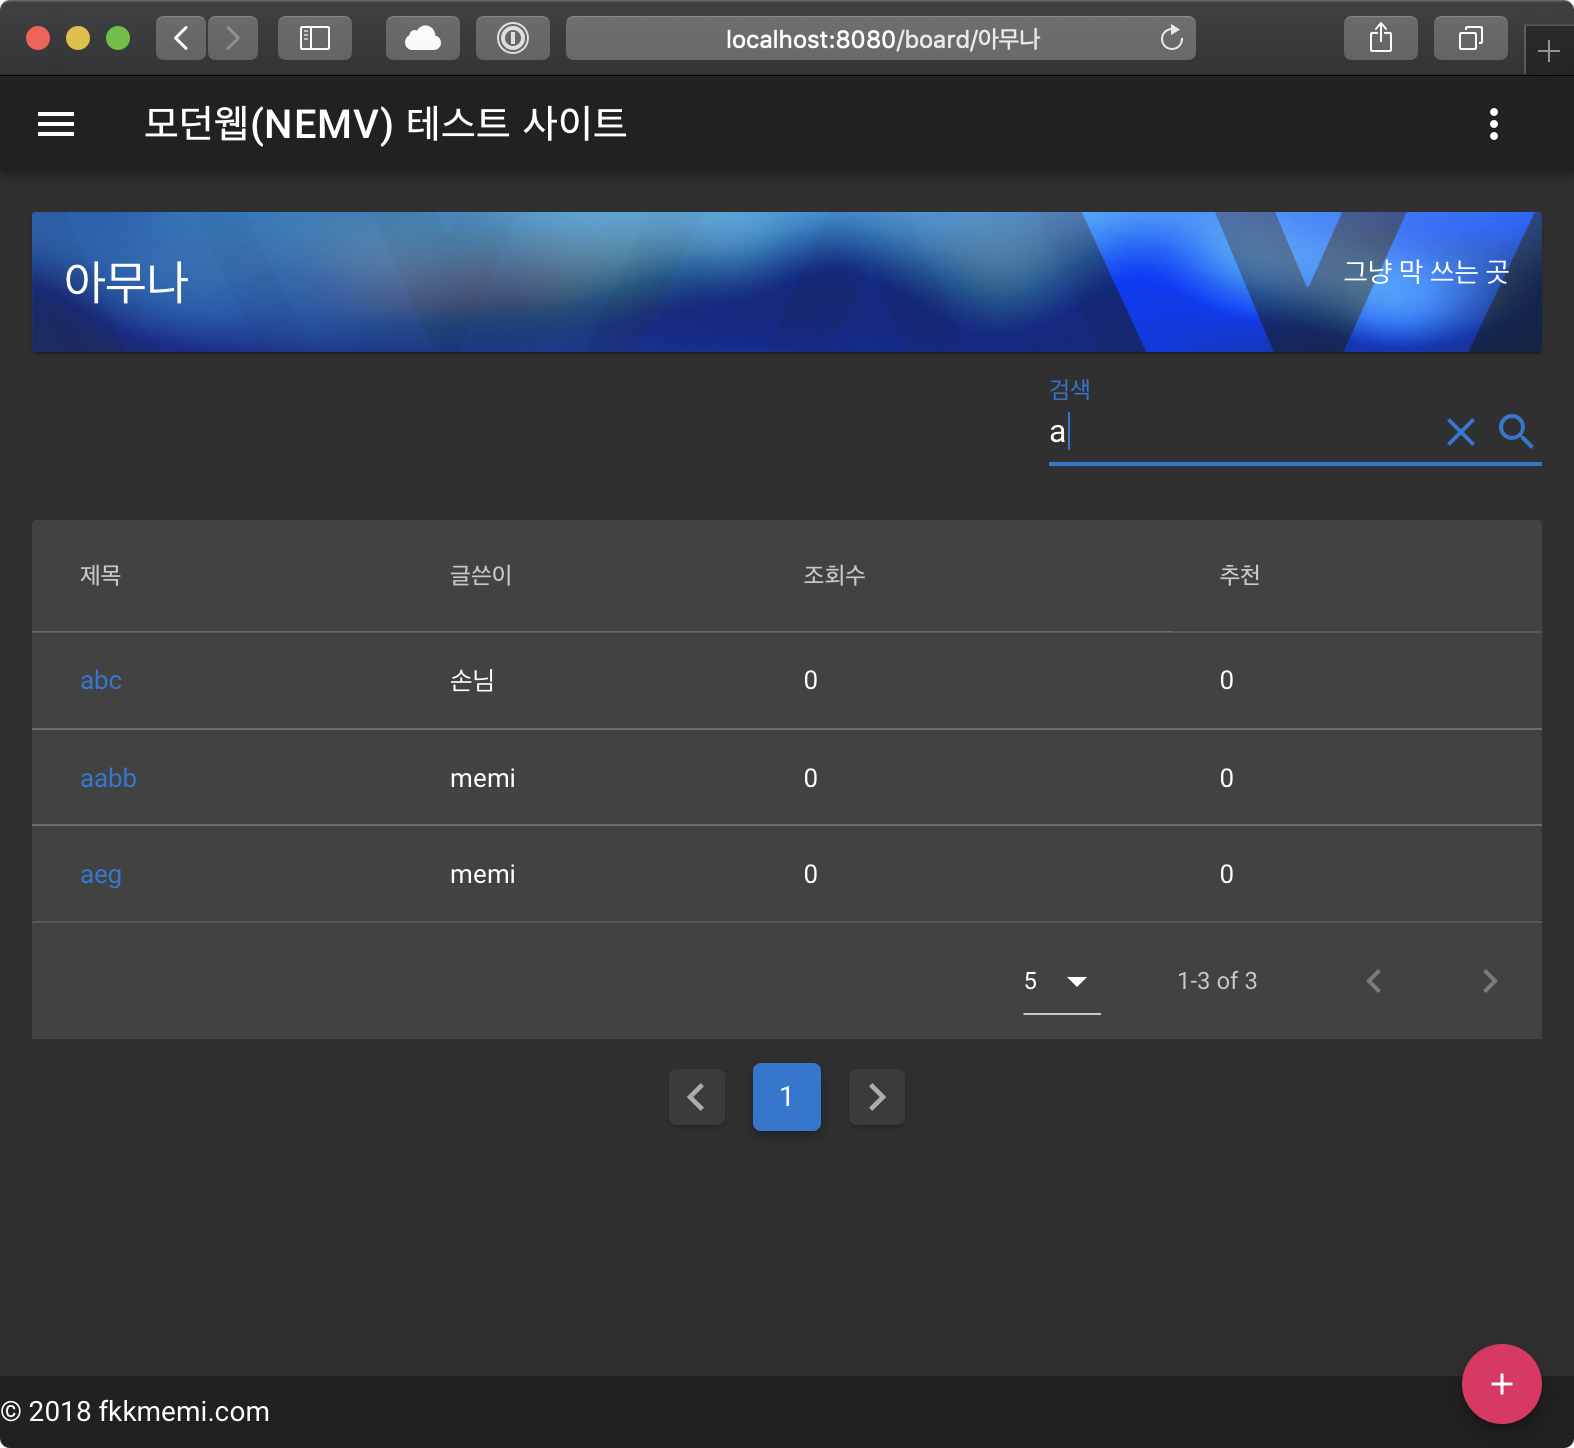 localhost:8080/board/아무나
모던웹(NEMV) 테스트 사이트
아무나
그냥 막 쓰는 곳
검색
a
제목 글쓴이 조회수 추천
abc 손님 0 0
aabb memi 0 0
aeg memi 0 0
5 1-3 of 3
1
© 2018 fkkmemi.com